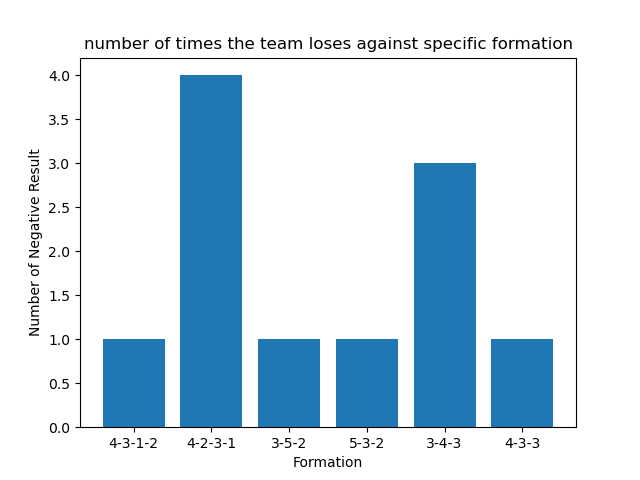 number of times the team loses against specific formation
Number of Negative Result
4.0
3.5
3.0
2.5
2.0
1.5
1.0
0.5
0.0
4-3-1-2 4-2-3-1 3-5-2 5-3-2 3-4-3 4-3-3
Formation